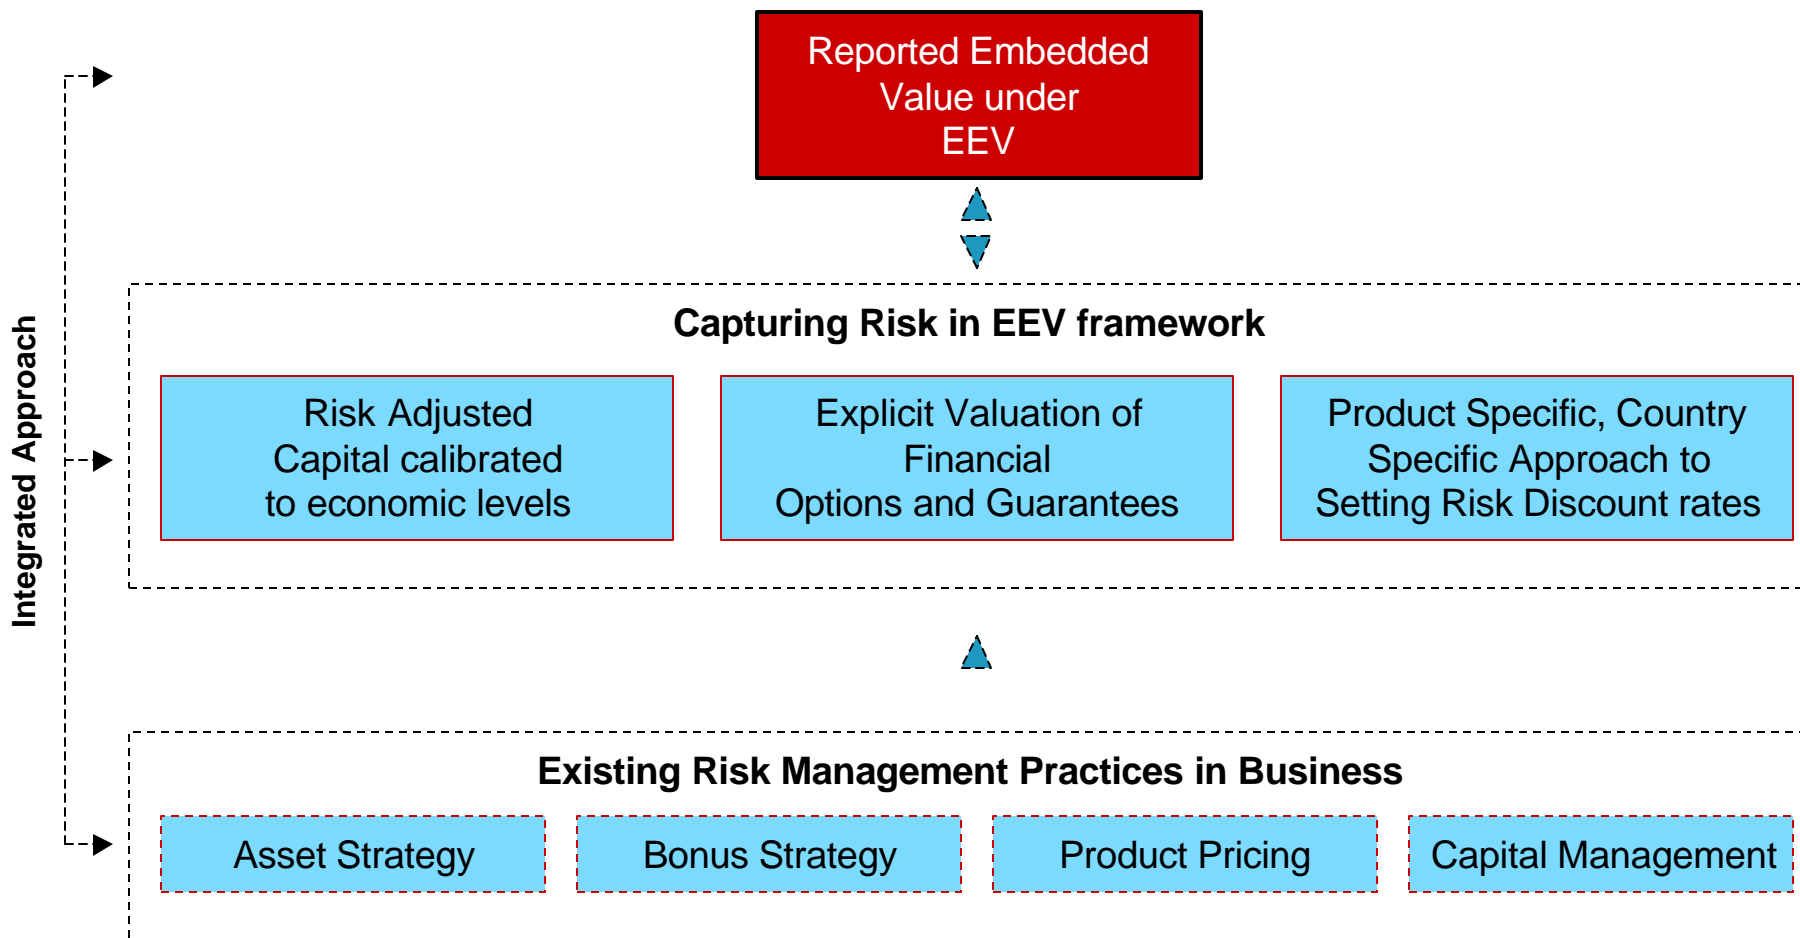 Reported Embedded
Value under
EEV
Integrated Approach
Capturing Risk in EEV framework
Risk Adjusted
Capital calibrated
to economic levels
Explicit Valuation of
Financial
Options and Guarantees
Product Specific, Country
Specific Approach to
Setting Risk Discount rates
Existing Risk Management Practices in Business
Asset Strategy
Bonus Strategy
Product Pricing
Capital Management